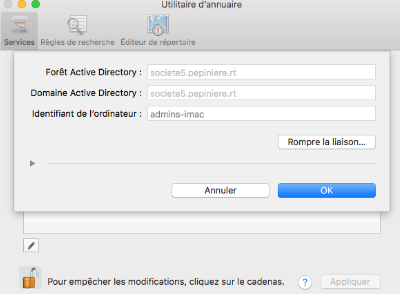 Utilitaire d'annuaire
Services Règles de recherche Éditeur de répertoire
Forêt Active Directory : societe5.pepiniere.rt
Domaine Active Directory : societe5.pepiniere.rt
Identifiant de l'ordinateur : admins-imac
Rompre la liaison...
Annuler OK
Pour empêcher les modifications, cliquez sur le cadenas. ? Appliquer